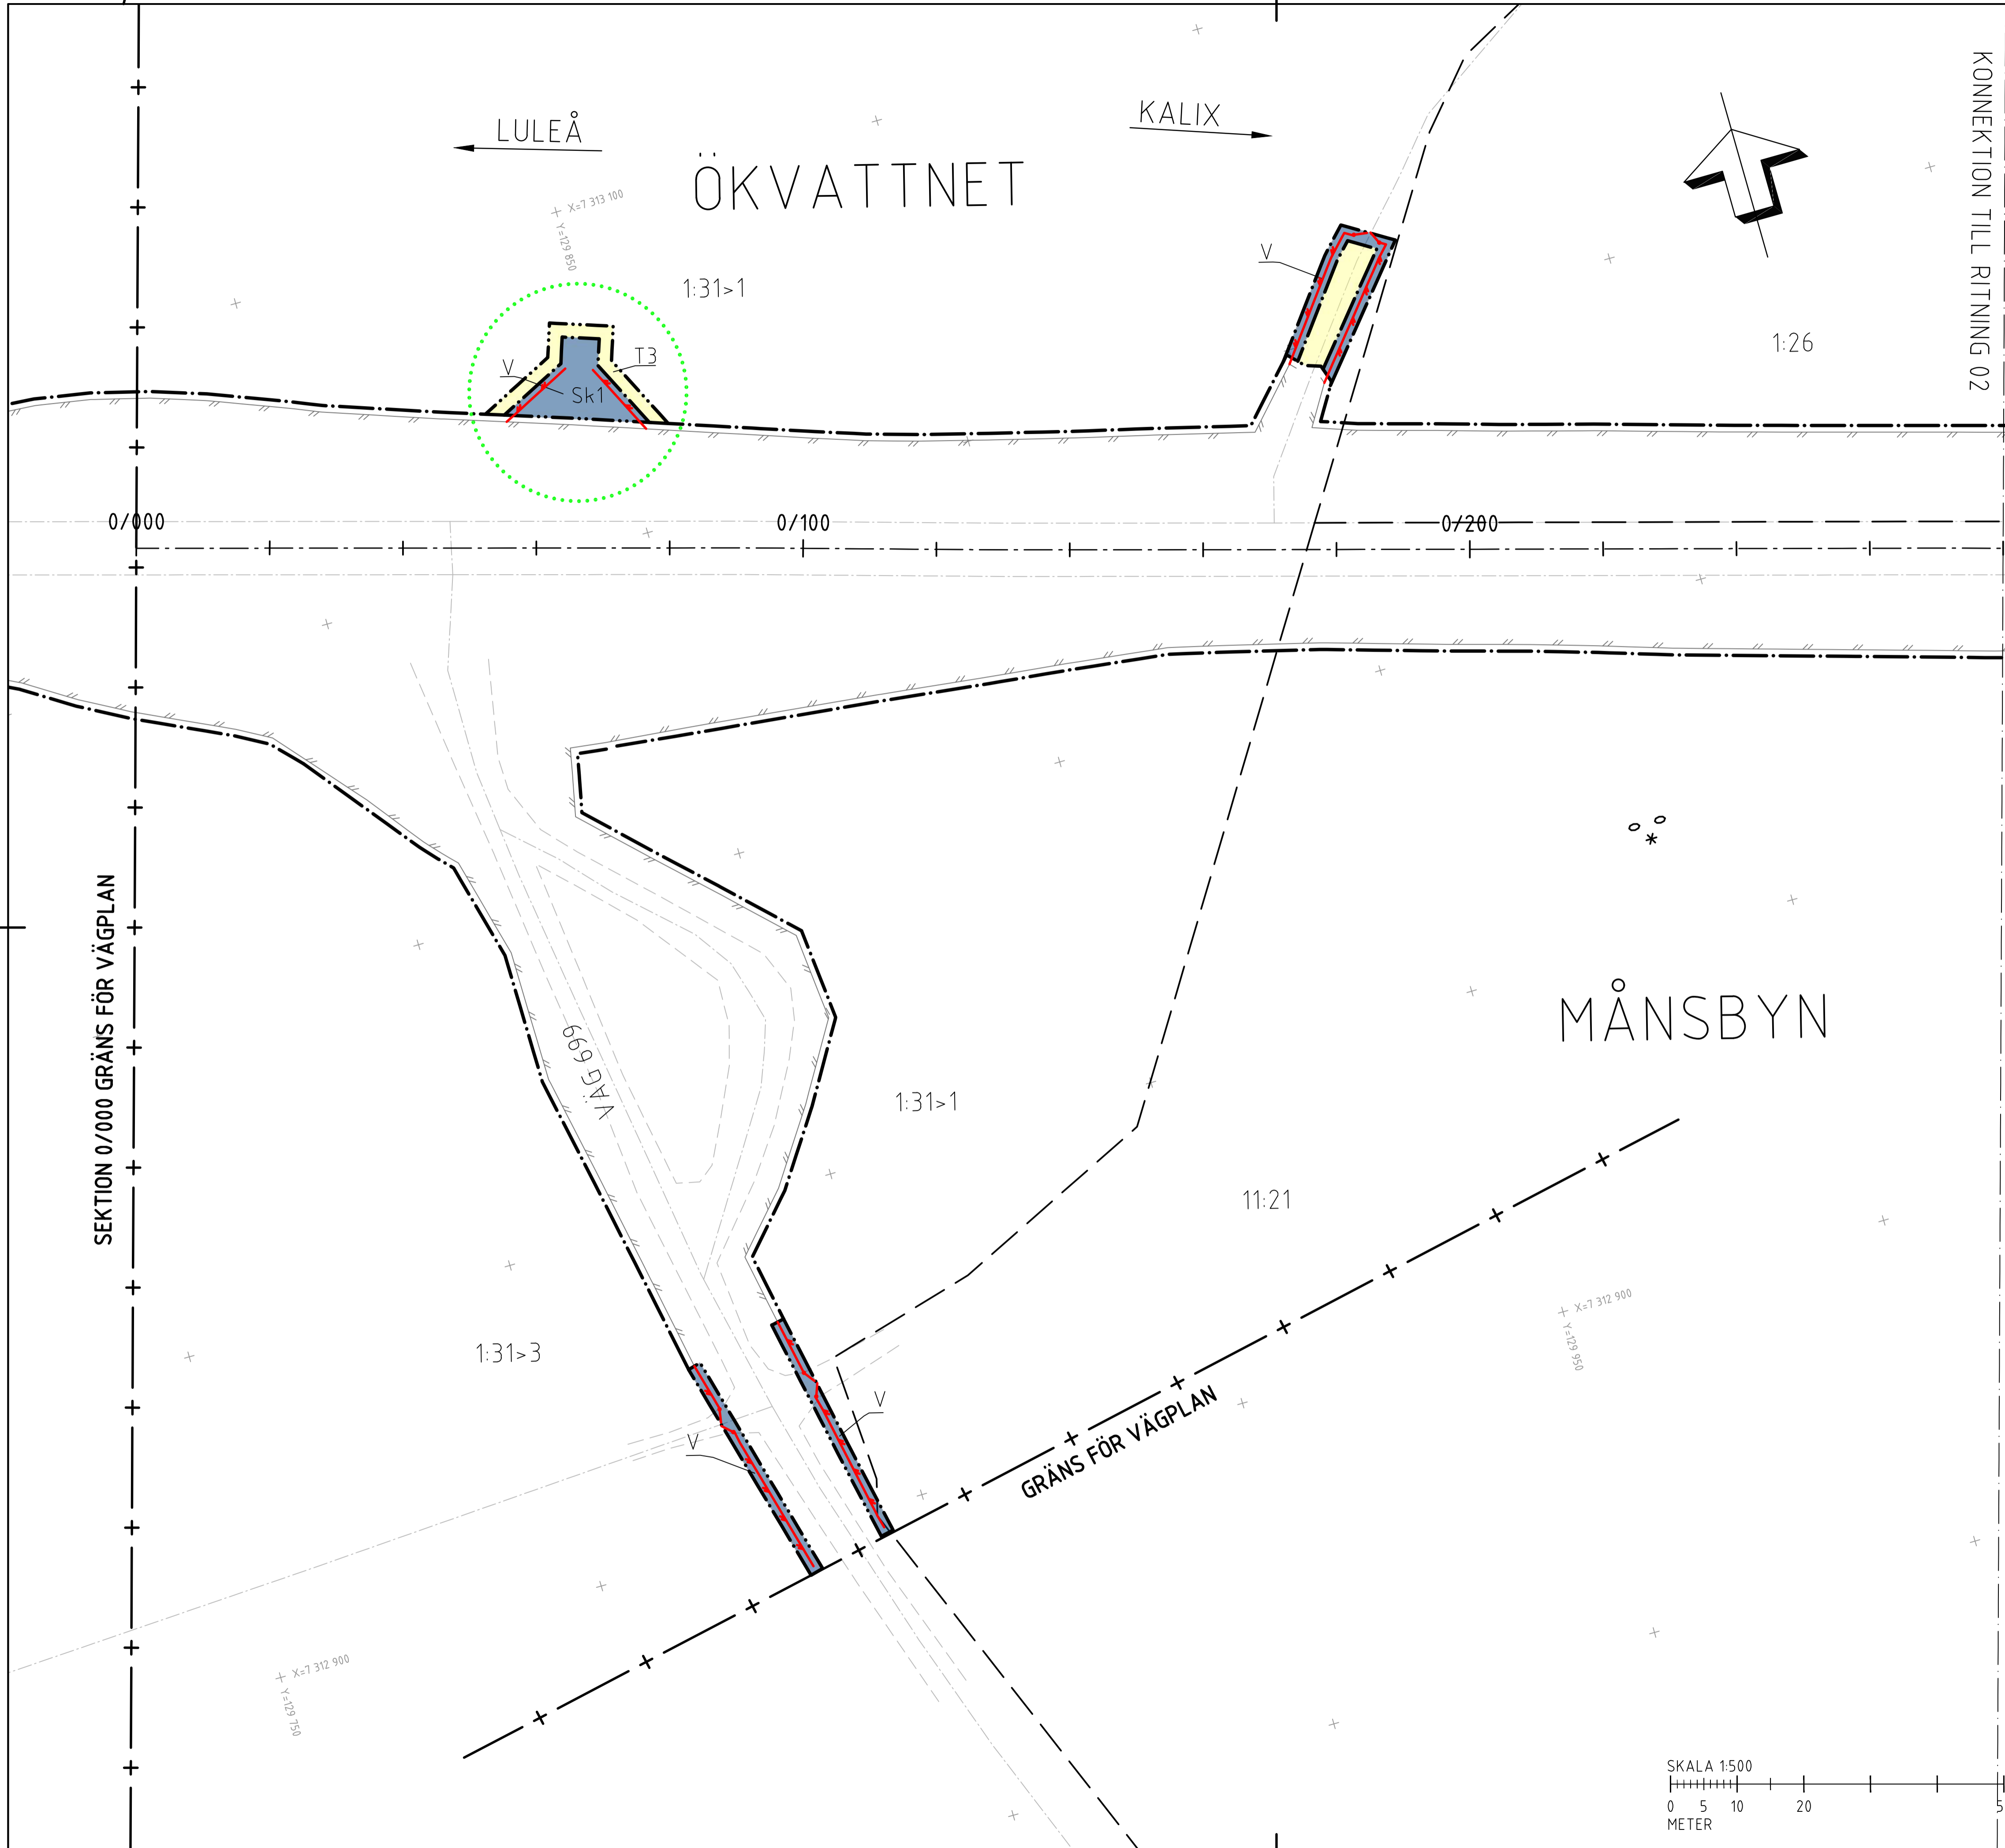 LULEÅ
KALIX
ÖKVATTNET
KONNEKTION TILL RITNING 02
X=7 313 100
Y=129 850
1:31>1
V
T3
V
Sk1
1:26
0/000
0/100
0/200
SEKTION 0/000 GRÄNS FÖR VÄGPLAN
VÄG 699
MÅNSBYN
1:31>1
11:21
X=7 312 900
Y=129 950
1:31>3
V
V
GRÄNS FÖR VÄGPLAN
X=7 312 900
Y=129 750
SKALA 1:500
0 5 10 20 5
METER